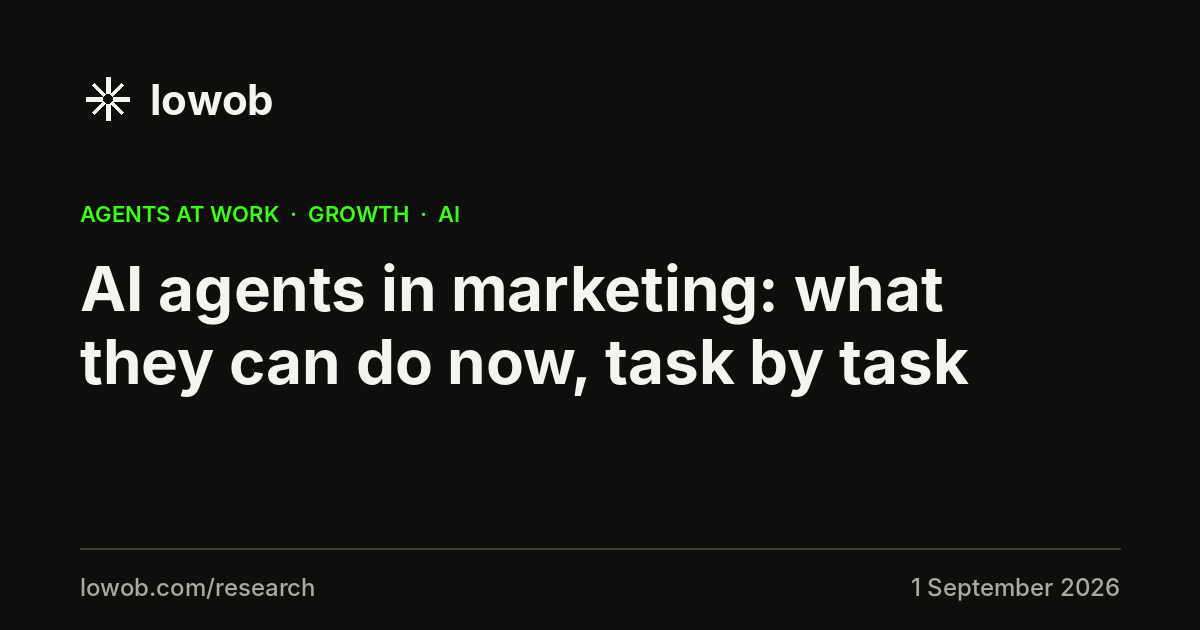 lowob
AGENTS AT WORK · GROWTH · AI
AI agents in marketing: what
they can do now, task by task
lowob.com/research
1 September 2026